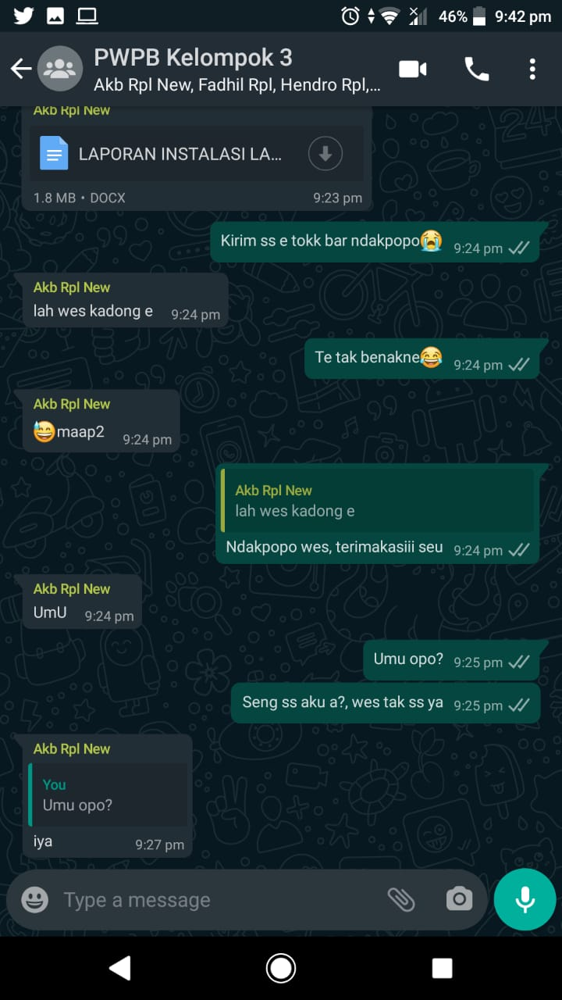 46% 9:42 pm
PWPB Kelompok 3
Akb Rpl New, Fadhil Rpl, Hendro Rpl,...
Akb Rpl New
LAPORAN INSTALASI LA...
1.8 MB • DOCX 9:23 pm
Kirim ss e tokk bar ndakpopo😭 9:24 pm
Akb Rpl New
lah wes kadong e 9:24 pm
Te tak benakne😂 9:24 pm
Akb Rpl New
😅maap2 9:24 pm
Akb Rpl New
lah wes kadong e
Ndakpopo wes, terimakasiii seu 9:24 pm
Akb Rpl New
UmU 9:24 pm
Umu opo? 9:25 pm
Seng ss aku a?, wes tak ss ya 9:25 pm
Akb Rpl New
You
Umu opo?
iya 9:27 pm
Type a message